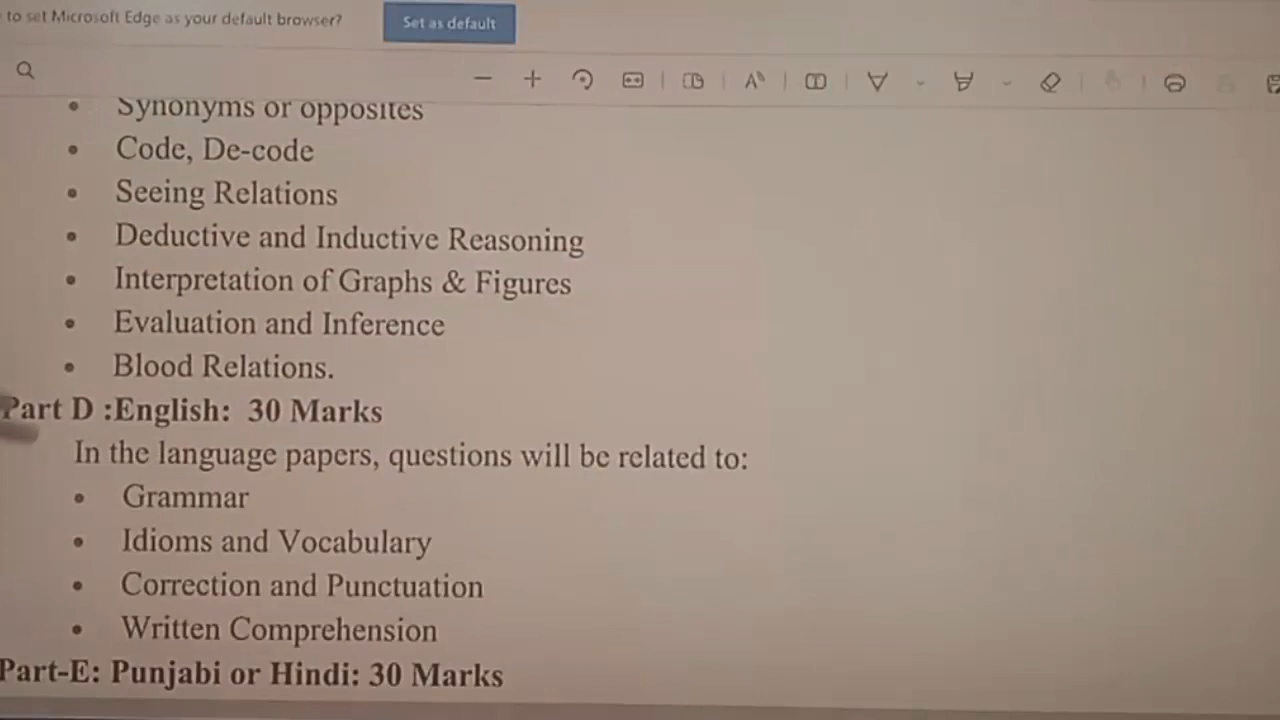 to set Microsoft Edge as your default browser? Set as default
• Synonyms or opposites
• Code, De-code
• Seeing Relations
• Deductive and Inductive Reasoning
• Interpretation of Graphs & Figures
• Evaluation and Inference
• Blood Relations.
Part D :English: 30 Marks
In the language papers, questions will be related to:
• Grammar
• Idioms and Vocabulary
• Correction and Punctuation
• Written Comprehension
Part-E: Punjabi or Hindi: 30 Marks